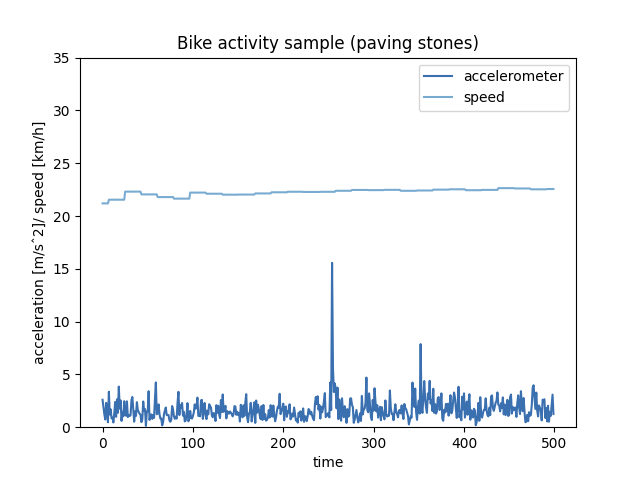 Bike activity sample (paving stones)
accelerometer
speed
acceleration [m/sˆ2]/ speed [km/h]
35
30
25
20
15
10
5
0
0 100 200 300 400 500
time